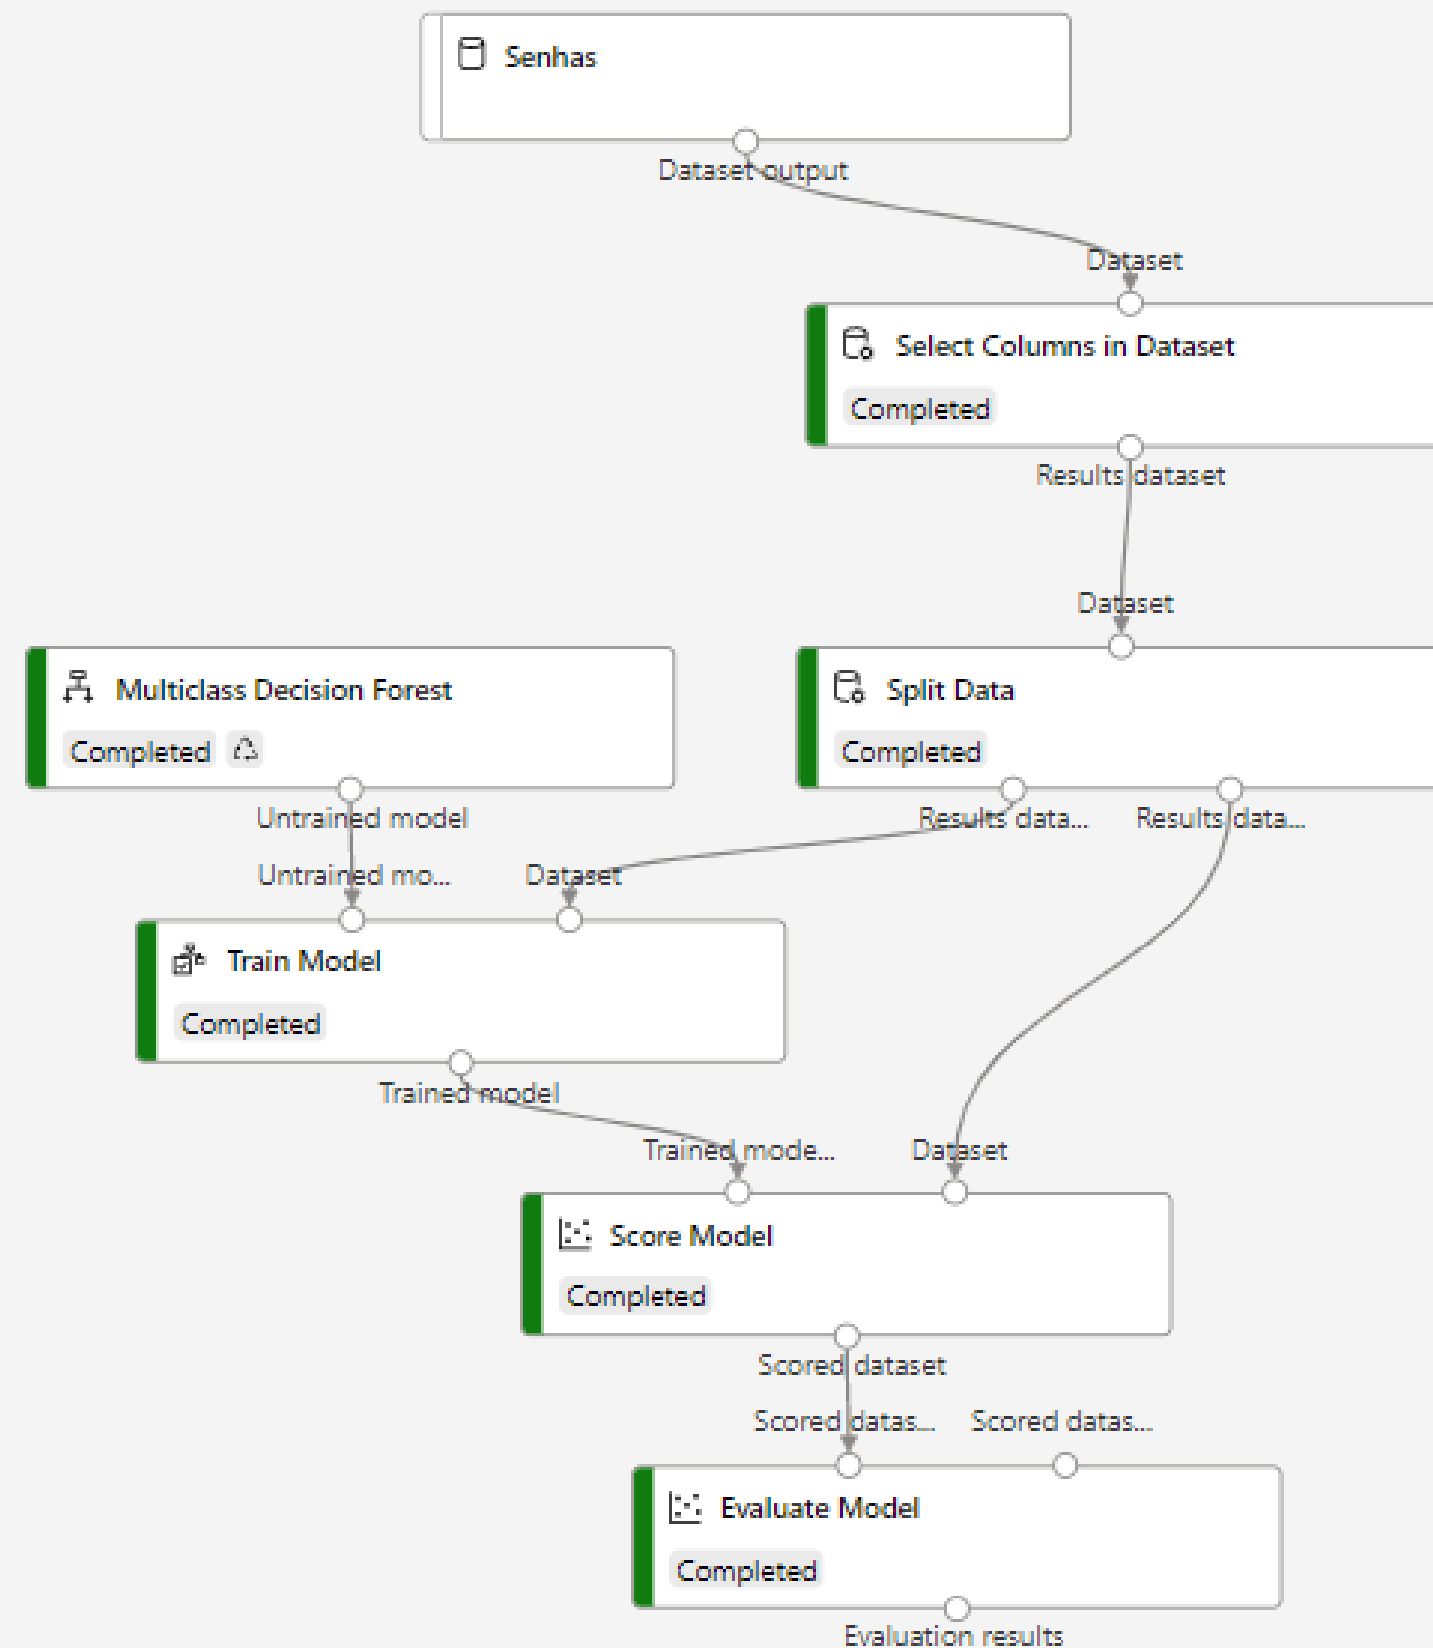 Senhas
Dataset output
Dataset
Select Columns in Dataset
Completed
Results dataset
Dataset
Multiclass Decision Forest
Completed
Untrained model
Split Data
Completed
Results data...
Results data...
Untrained mo...
Dataset
Train Model
Completed
Trained model
Trained mode...
Dataset
Score Model
Completed
Scored dataset
Scored datas...
Scored datas...
Evaluate Model
Completed
Evaluation results